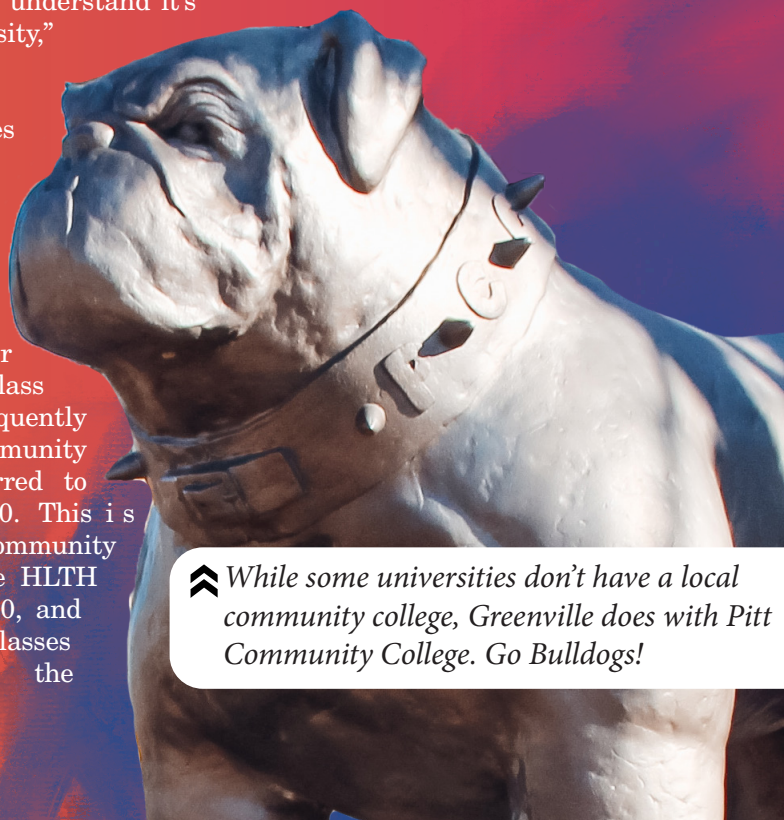 understand it's
sity,”
es
r
lass
quently
munity
rred to
0. This i s
ommunity
e HLTH
0, and
lasses
the
While some universities don't have a local
community college, Greenville does with Pitt
Community College. Go Bulldogs!